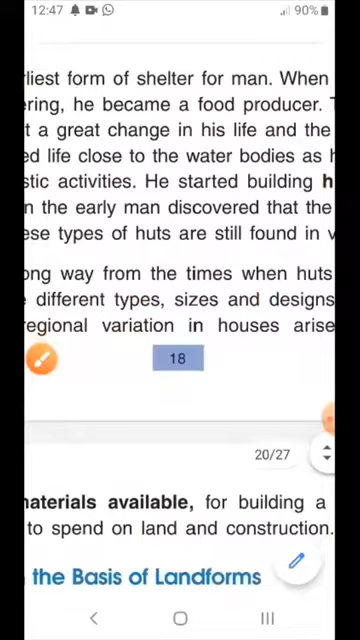 12:47
90%
rliest form of shelter for man. When
ering, he became a food producer.
t a great change in his life and the
ed life close to the water bodies as
stic activities. He started building
n the early man discovered that the
ese types of huts are still found in
ong way from the times when huts
different types, sizes and designs
regional variation in houses arise
18
20/27
materials available, for building a
to spend on land and construction.
the Basis of Landforms